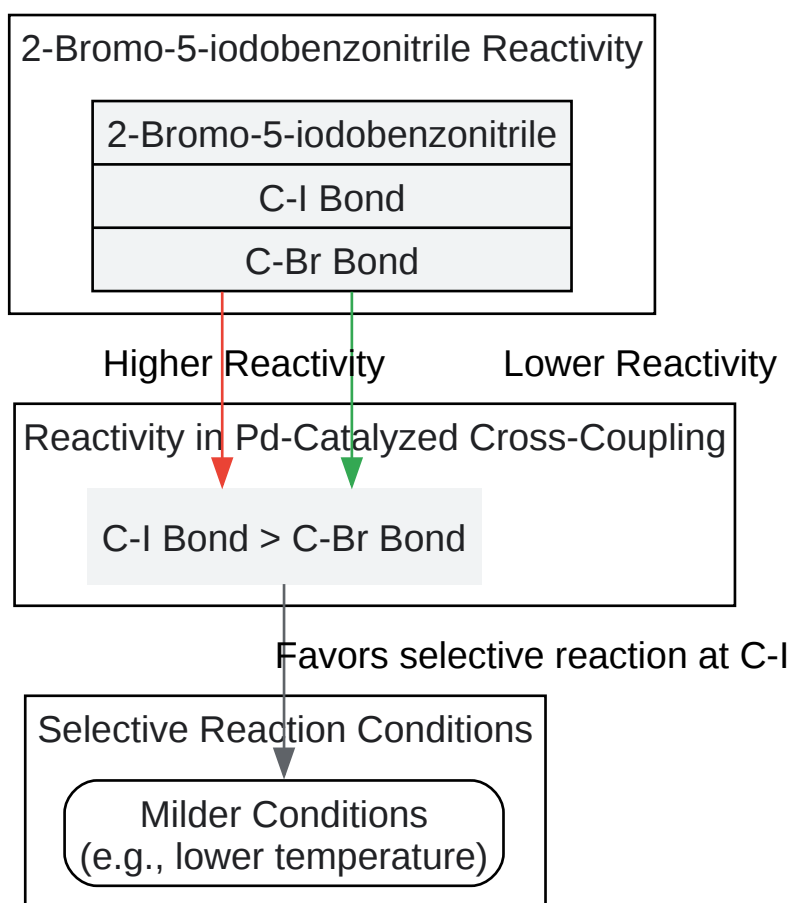 2-Bromo-5-iodobenzonitrile Reactivity
2-Bromo-5-iodobenzonitrile
C-I Bond
C-Br Bond
Higher Reactivity
Lower Reactivity
Reactivity in Pd-Catalyzed Cross-Coupling
C-I Bond > C-Br Bond
Favors selective reaction at C-I
Selective Reaction Conditions
Milder Conditions
(e.g., lower temperature)